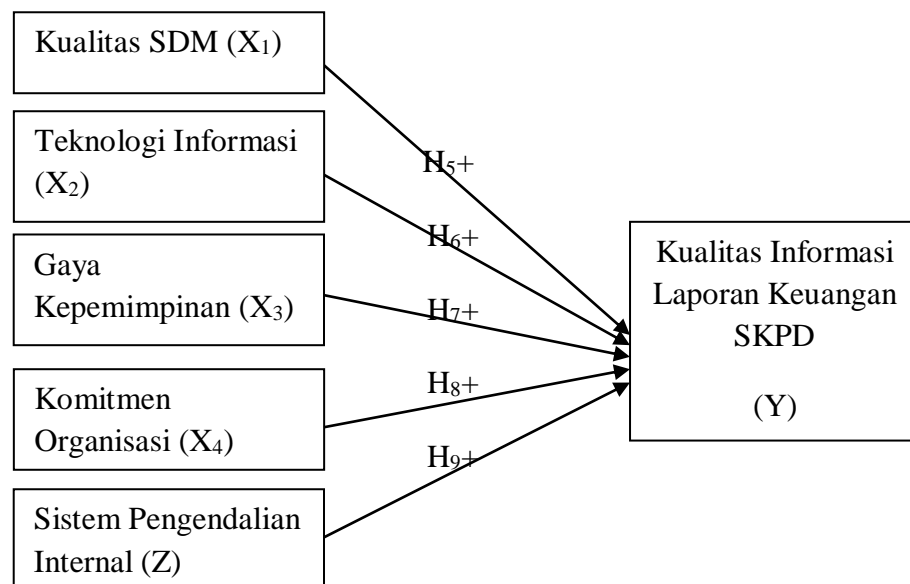 Kualitas SDM (X₁)
Teknologi Informasi
(X₂)
Gaya
Kepemimpinan (X₃)
Komitmen
Organisasi (X₄)
Sistem Pengendalian
Internal (Z)
H₅+
H₆+
H₇+
H₈+
H₉+
Kualitas Informasi
Laporan Keuangan
SKPD
(Y)